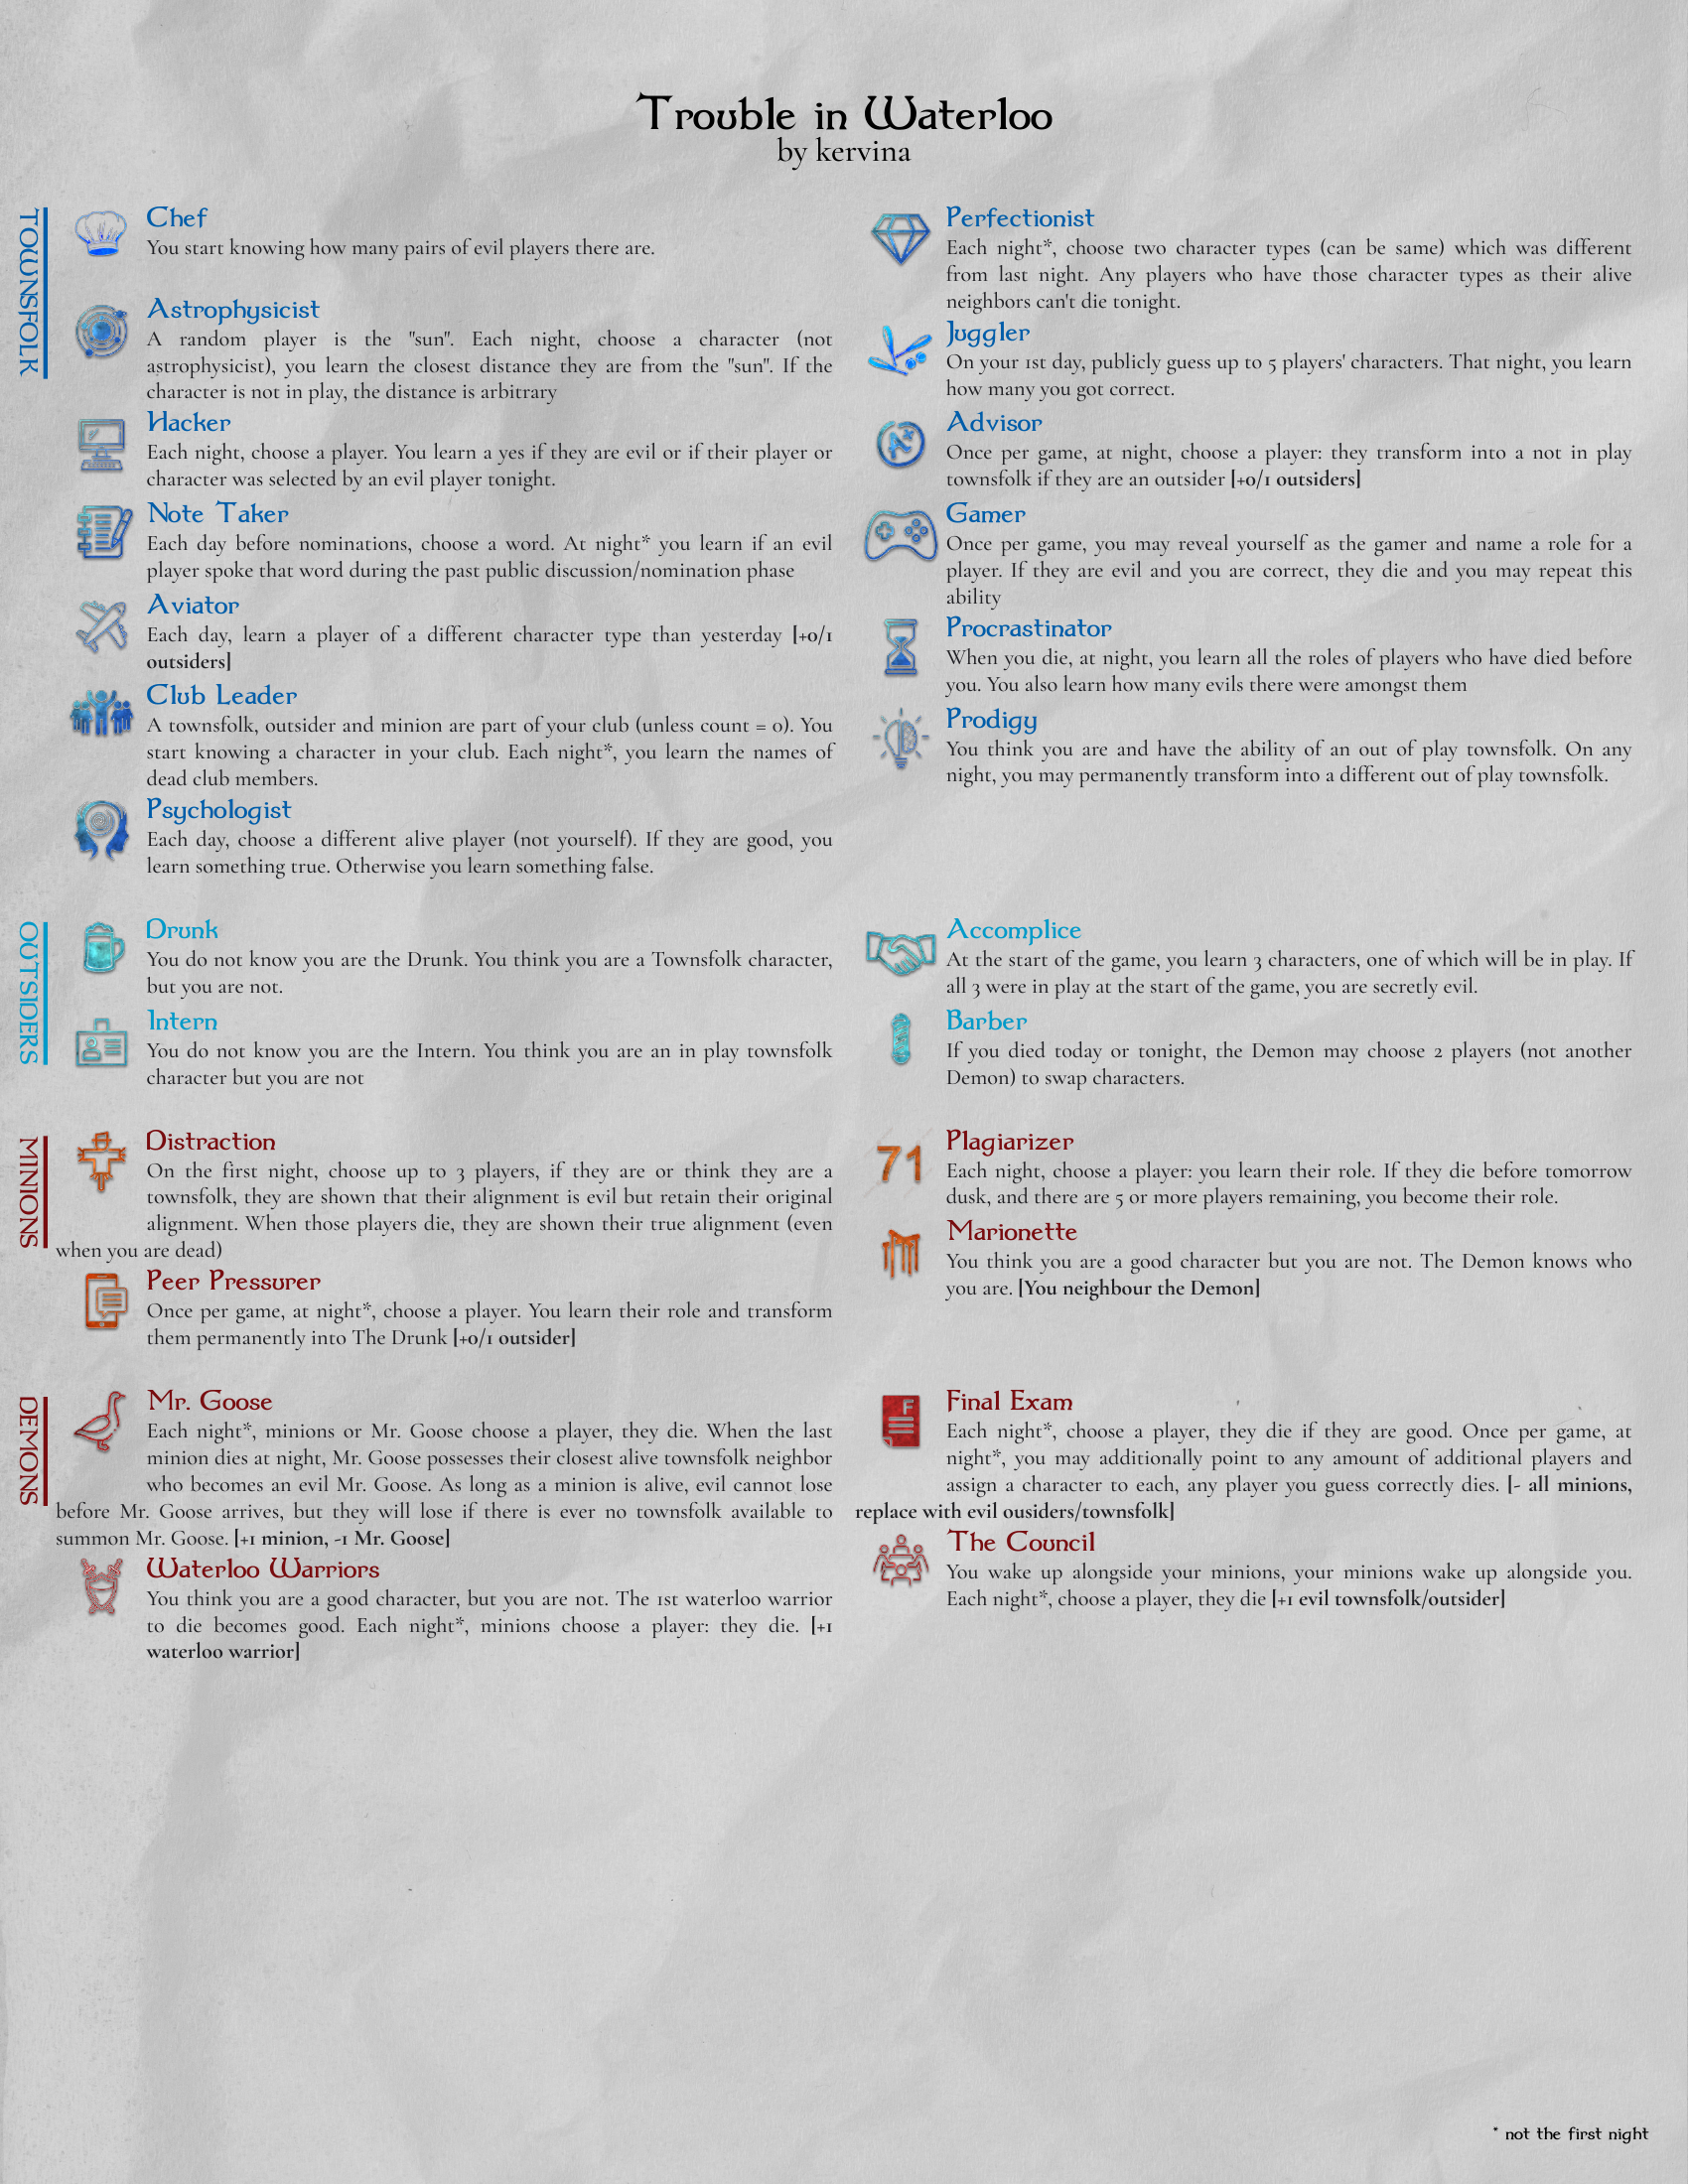 Trouble in Waterloo
by kervina
TOWNSFOLK
Chef
You start knowing how many pairs of evil players there are.
Astrophysicist
A random player is the "sun". Each night, choose a character (not
astrophysicist), you learn the closest distance they are from the "sun". If the
character is not in play, the distance is arbitrary
Hacker
Each night, choose a player. You learn a yes if they are evil or if their player or
character was selected by an evil player tonight.
Note Taker
Each day before nominations, choose a word. At night* you learn if an evil
player spoke that word during the past public discussion/nomination phase
Aviator
Each day, learn a player of a different character type than yesterday [+0/1
outsiders]
Club Leader
A townsfolk, outsider and minion are part of your club (unless count = 0). You
start knowing a character in your club. Each night*, you learn the names of
dead club members.
Psychologist
Each day, choose a different alive player (not yourself). If they are good, you
learn something true. Otherwise you learn something false.
Perfectionist
Each night*, choose two character types (can be same) which was different
from last night. Any players who have those character types as their alive
neighbors can't die tonight.
Juggler
On your 1st day, publicly guess up to 5 players' characters. That night, you learn
how many you got correct.
Advisor
Once per game, at night, choose a player: they transform into a not in play
townsfolk if they are an outsider [+0/1 outsiders]
Gamer
Once per game, you may reveal yourself as the gamer and name a role for a
player. If they are evil and you are correct, they die and you may repeat this
ability
Procrastinator
When you die, at night, you learn all the roles of players who have died before
you. You also learn how many evils there were amongst them
Prodigy
You think you are and have the ability of an out of play townsfolk. On any
night, you may permanently transform into a different out of play townsfolk.
OUTSIDERS
Drunk
You do not know you are the Drunk. You think you are a Townsfolk character,
but you are not.
Intern
You do not know you are the Intern. You think you are an in play townsfolk
character but you are not
Accomplice
At the start of the game, you learn 3 characters, one of which will be in play. If
all 3 were in play at the start of the game, you are secretly evil.
Barber
If you died today or tonight, the Demon may choose 2 players (not another
Demon) to swap characters.
MINIONS
Distraction
On the first night, choose up to 3 players, if they are or think they are a
townsfolk, they are shown that their alignment is evil but retain their original
alignment. When those players die, they are shown their true alignment (even
when you are dead)
Peer Pressurer
Once per game, at night*, choose a player. You learn their role and transform
them permanently into The Drunk [+0/1 outsider]
71
Plagiarizer
Each night, choose a player: you learn their role. If they die before tomorrow
dusk, and there are 5 or more players remaining, you become their role.
Marionette
You think you are a good character but you are not. The Demon knows who
you are. [You neighbour the Demon]
DEMONS
Mr. Goose
Each night*, minions or Mr. Goose choose a player, they die. When the last
minion dies at night, Mr. Goose possesses their closest alive townsfolk neighbor
who becomes an evil Mr. Goose. As long as a minion is alive, evil cannot lose
before Mr. Goose arrives, but they will lose if there is ever no townsfolk available to
summon Mr. Goose. [+1 minion, -1 Mr. Goose]
Waterloo Warriors
You think you are a good character, but you are not. The 1st waterloo warrior
to die becomes good. Each night*, minions choose a player: they die. [+1
waterloo warrior]
F
Final Exam
Each night*, choose a player, they die if they are good. Once per game, at
night*, you may additionally point to any amount of additional players and
assign a character to each, any player you guess correctly dies. [- all minions,
replace with evil ousiders/townsfolk]
The Council
You wake up alongside your minions, your minions wake up alongside you.
Each night*, choose a player, they die [+1 evil townsfolk/outsider]
* not the first night